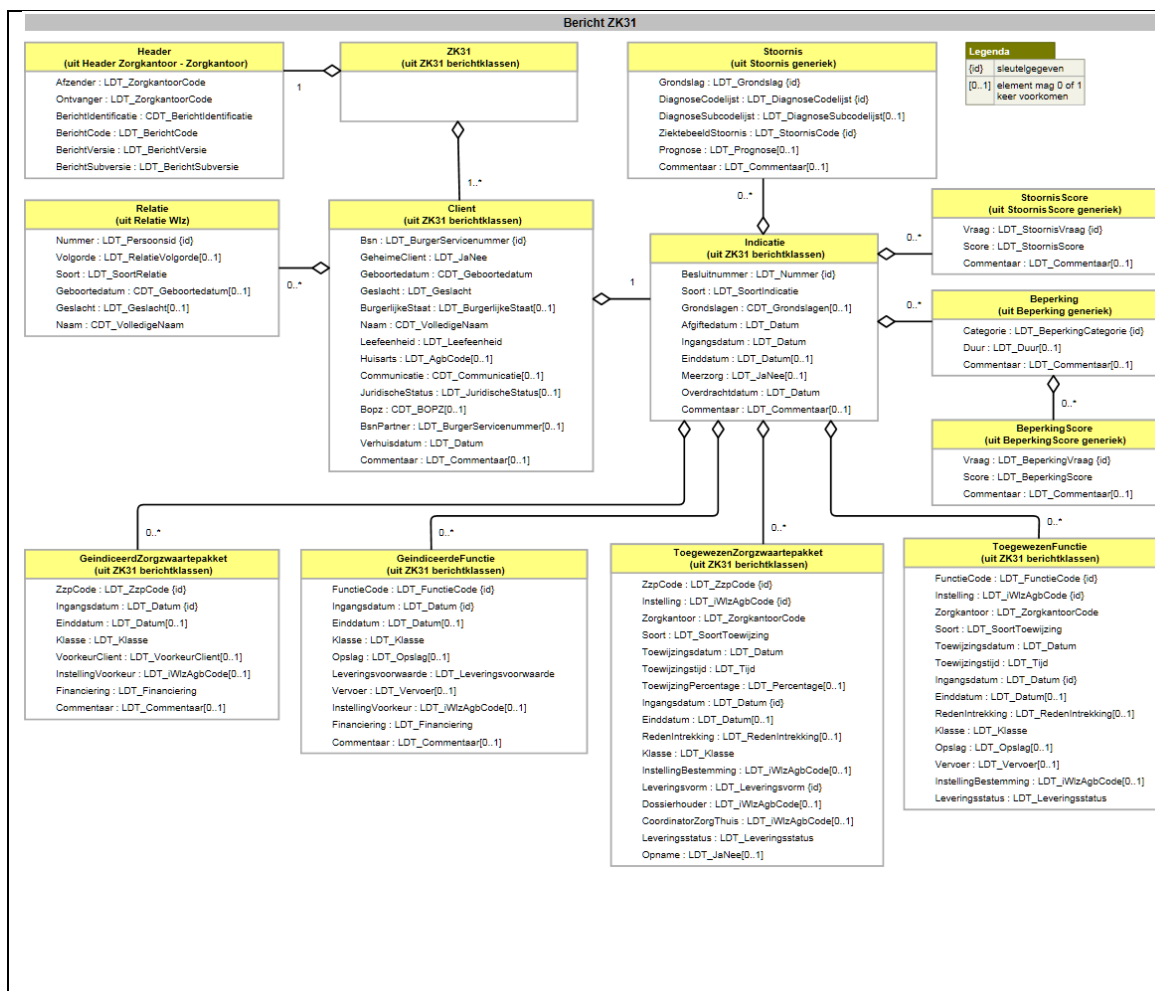 Bericht ZK31
Header
(uit Header Zorgkantoor - Zorgkantoor)
Afzender : LDT_ZorgkantoorCode
Ontvanger : LDT_ZorgkantoorCode
BerichtIdentificatie : CDT_BerichtIdentificatie
BerichtCode : LDT_BerichtCode
BerichtVersie : LDT_BerichtVersie
BerichtSubversie : LDT_BerichtSubversie
1
ZK31
(uit ZK31 berichtklassen)
1..*
Stoornis
(uit Stoornis generiek)
Grondslag : LDT_Grondslag {id}
DiagnoseCodelijst : LDT_DiagnoseCodelijst {id}
DiagnoseSubcodelijst : LDT_DiagnoseSubcodelijst[0..1]
ZiektebeeldStoornis : LDT_StoornisCode {id}
Prognose : LDT_Prognose[0..1]
Commentaar : LDT_Commentaar[0..1]
0..*
Legenda
{id} sleutelgegeven
[0..1] element mag 0 of 1
keer voorkomen
Relatie
(uit Relatie Wlz)
Nummer : LDT_Persoonsid {id}
Volgorde : LDT_RelatieVolgorde[0..1]
Soort : LDT_SoortRelatie
Geboortedatum : CDT_Geboortedatum[0..1]
Geslacht : LDT_Geslacht[0..1]
Naam : CDT_VolledigeNaam
0..*
Client
(uit ZK31 berichtklassen)
Bsn : LDT_BurgerServicenummer {id}
GeheimeClient : LDT_JaNee
Geboortedatum : CDT_Geboortedatum
Geslacht : LDT_Geslacht
BurgerlijkeStaat : LDT_BurgerlijkeStaat[0..1]
Naam : CDT_VolledigeNaam
Leefeenheid : LDT_Leefeenheid
Huisarts : LDT_AgbCode[0..1]
Communicatie : CDT_Communicatie[0..1]
JuridischeStatus : LDT_JuridischeStatus[0..1]
Bopz : CDT_BOPZ[0..1]
BsnPartner : LDT_BurgerServicenummer[0..1]
Verhuisdatum : LDT_Datum
Commentaar : LDT_Commentaar[0..1]
1
Indicatie
(uit ZK31 berichtklassen)
Besluitnummer : LDT_Nummer {id}
Soort : LDT_SoortIndicatie
Grondslagen : CDT_Grondslagen[0..1]
Afgiftedatum : LDT_Datum
Ingangsdatum : LDT_Datum
Einddatum : LDT_Datum[0..1]
Meerzorg : LDT_JaNee[0..1]
Overdrachtdatum : LDT_Datum
Commentaar : LDT_Commentaar[0..1]
0..*
StoornisScore
(uit StoornisScore generiek)
Vraag : LDT_StoornisVraag {id}
Score : LDT_StoornisScore
Commentaar : LDT_Commentaar[0..1]
0..*
Beperking
(uit Beperking generiek)
Categorie : LDT_BeperkingCategorie {id}
Duur : LDT_Duur[0..1]
Commentaar : LDT_Commentaar[0..1]
0..*
BeperkingScore
(uit BeperkingScore generiek)
Vraag : LDT_BeperkingVraag {id}
Score : LDT_BeperkingScore
Commentaar : LDT_Commentaar[0..1]
0..*
GeindiceerdZorgzwaartepakket
(uit ZK31 berichtklassen)
ZzpCode : LDT_ZzpCode {id}
Ingangsdatum : LDT_Datum {id}
Einddatum : LDT_Datum[0..1]
Klasse : LDT_Klasse
VoorkeurClient : LDT_VoorkeurClient[0..1]
InstellingVoorkeur : LDT_iWlzAgbCode[0..1]
Financiering : LDT_Financiering
Commentaar : LDT_Commentaar[0..1]
0..*
GeindiceerdeFunctie
(uit ZK31 berichtklassen)
FunctieCode : LDT_FunctieCode {id}
Ingangsdatum : LDT_Datum {id}
Einddatum : LDT_Datum[0..1]
Klasse : LDT_Klasse
Opslag : LDT_Opslag[0..1]
Leveringsvoorwaarde : LDT_Leveringsvoorwaarde
Vervoer : LDT_Vervoer[0..1]
InstellingVoorkeur : LDT_iWlzAgbCode[0..1]
Financiering : LDT_Financiering
Commentaar : LDT_Commentaar[0..1]
0..*
ToegewezenZorgzwaartepakket
(uit ZK31 berichtklassen)
ZzpCode : LDT_ZzpCode {id}
Instelling : LDT_iWlzAgbCode {id}
Zorgkantoor : LDT_ZorgkantoorCode
Soort : LDT_SoortToewijzing
Toewijzingsdatum : LDT_Datum
Toewijzingstijd : LDT_Tijd
ToewijzingPercentage : LDT_Percentage[0..1]
Ingangsdatum : LDT_Datum {id}
Einddatum : LDT_Datum[0..1]
RedenIntrekking : LDT_RedenIntrekking[0..1]
Klasse : LDT_Klasse
InstellingBestemming : LDT_iWlzAgbCode[0..1]
Leveringsvorm : LDT_Leveringsvorm {id}
Dossierhouder : LDT_iWlzAgbCode[0..1]
CoordinatorZorgThuis : LDT_iWlzAgbCode[0..1]
Leveringsstatus : LDT_Leveringsstatus
Opname : LDT_JaNee[0..1]
0..*
ToegewezenFunctie
(uit ZK31 berichtklassen)
FunctieCode : LDT_FunctieCode {id}
Instelling : LDT_iWlzAgbCode {id}
Zorgkantoor : LDT_ZorgkantoorCode
Soort : LDT_SoortToewijzing
Toewijzingsdatum : LDT_Datum
Toewijzingstijd : LDT_Tijd
Ingangsdatum : LDT_Datum {id}
Einddatum : LDT_Datum[0..1]
RedenIntrekking : LDT_RedenIntrekking[0..1]
Klasse : LDT_Klasse
Opslag : LDT_Opslag[0..1]
Vervoer : LDT_Vervoer[0..1]
InstellingBestemming : LDT_iWlzAgbCode[0..1]
Leveringsstatus : LDT_Leveringsstatus